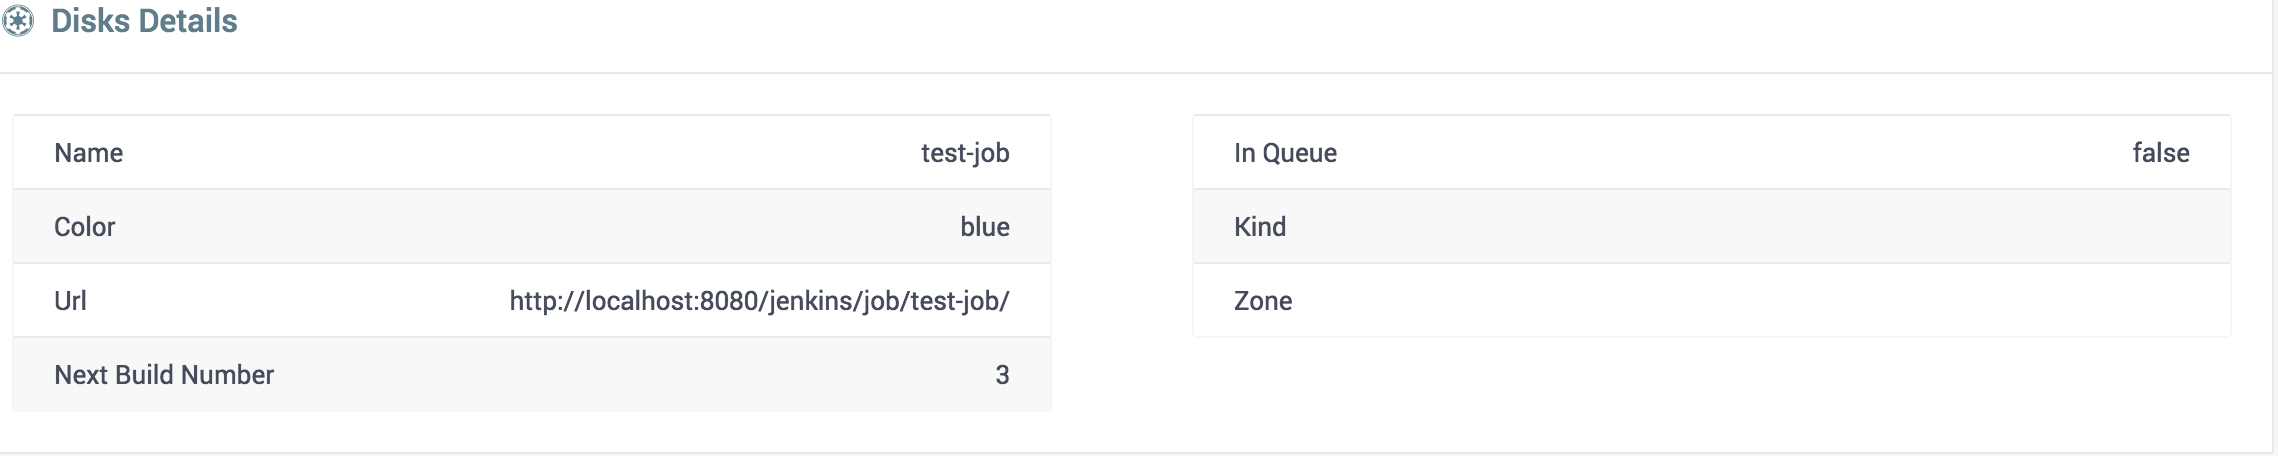 Disks Details
Name test-job
Color blue
Url http://localhost:8080/jenkins/job/test-job/
Next Build Number 3
In Queue false
Kind
Zone